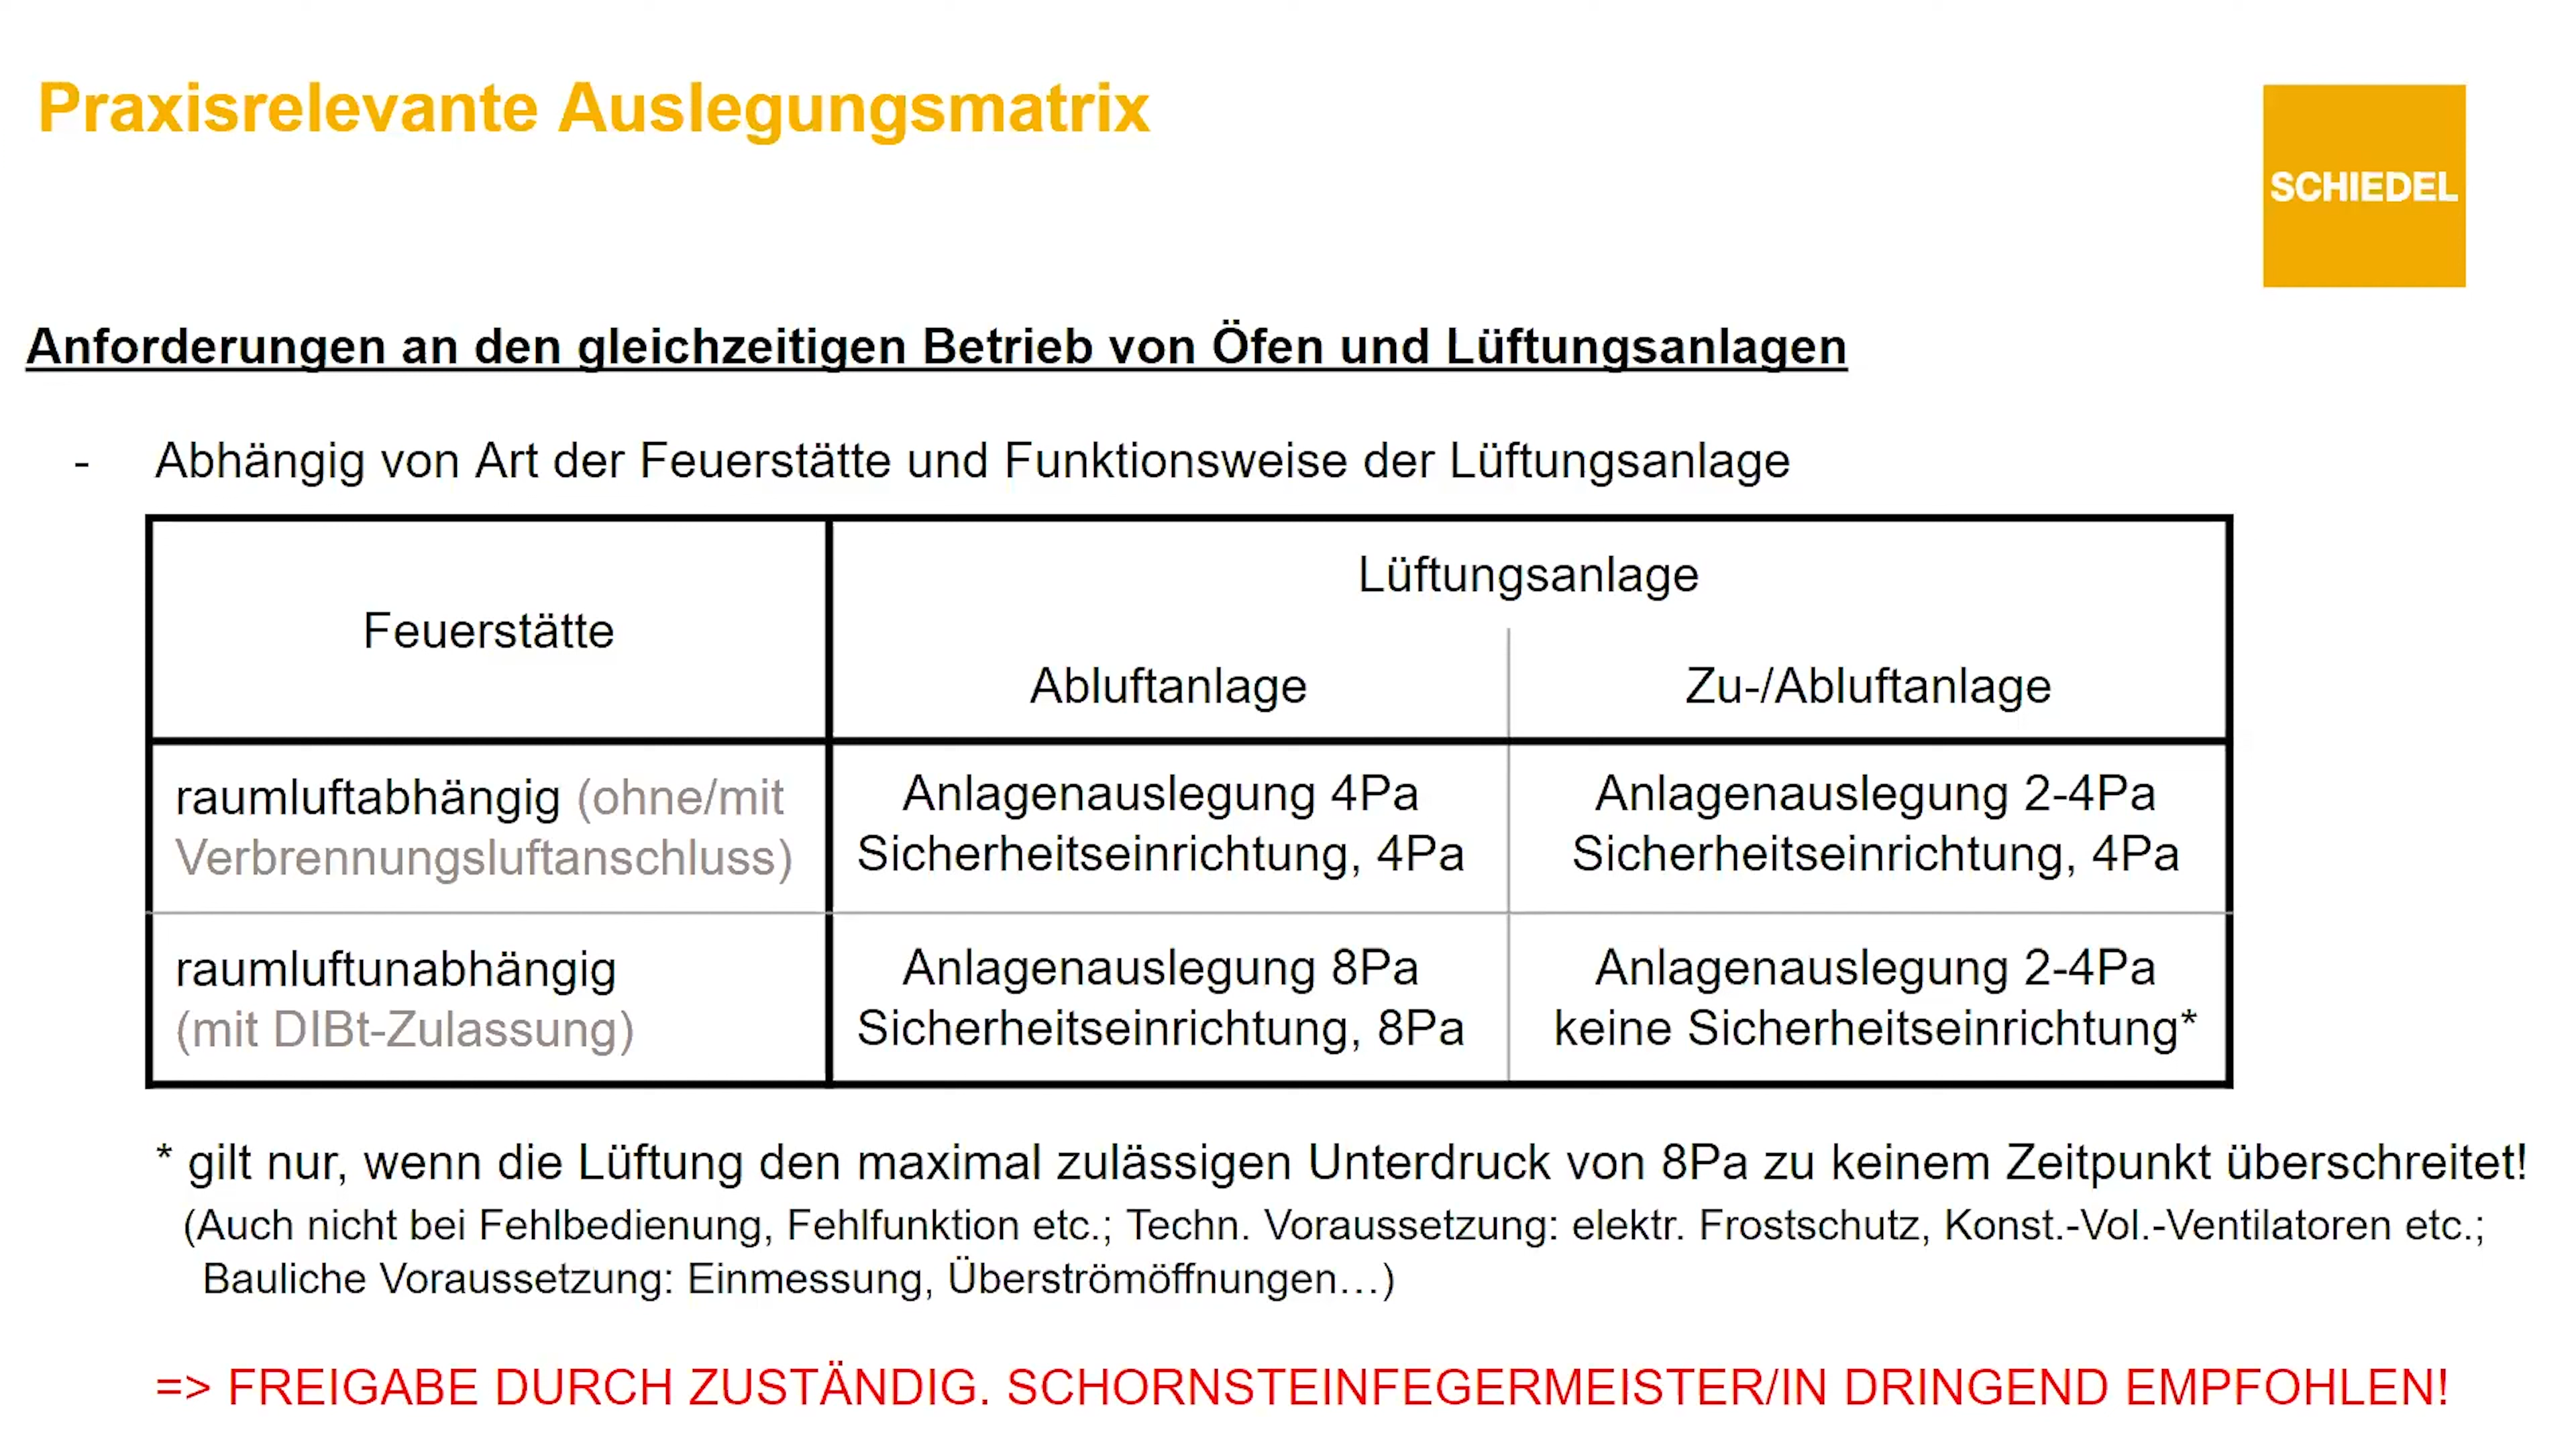 Praxisrelevante Auslegungsmatrix
SCHIEDEL
Anforderungen an den gleichzeitigen Betrieb von Öfen und Lüftungsanlagen
- Abhängig von Art der Feuerstätte und Funktionsweise der Lüftungsanlage
Feuerstätte
Lüftungsanlage
Abluftanlage
Zu-/Abluftanlage
raumluftabhängig (ohne/mit
Verbrennungsluftanschluss)
Anlagenauslegung 4Pa
Sicherheitseinrichtung, 4Pa
Anlagenauslegung 2-4Pa
Sicherheitseinrichtung, 4Pa
raumluftunabhängig
(mit DIBt-Zulassung)
Anlagenauslegung 8Pa
Sicherheitseinrichtung, 8Pa
Anlagenauslegung 2-4Pa
keine Sicherheitseinrichtung*
* gilt nur, wenn die Lüftung den maximal zulässigen Unterdruck von 8Pa zu keinem Zeitpunkt überschreitet!
(Auch nicht bei Fehlbedienung, Fehlfunktion etc.; Techn. Voraussetzung: elektr. Frostschutz, Konst.-Vol.-Ventilatoren etc.;
Bauliche Voraussetzung: Einmessung, Überströmöffnungen…)
=> FREIGABE DURCH ZUSTÄNDIG. SCHORNSTEINFEGERMEISTER/IN DRINGEND EMPFOHLEN!